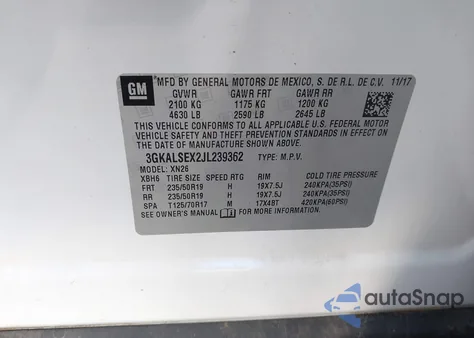 GM
MFD BY GENERAL MOTORS DE MEXICO, S. DE R.L. DE C.V. 11/17
GVWR GAWR FRT GAWR RR
2100 KG 1175 KG 1200 KG
4630 LB 2590 LB 2645 LB
THIS VEHICLE CONFORMS TO ALL APPLICABLE U.S. FEDERAL MOTOR
VEHICLE SAFETY AND THEFT PREVENTION STANDARDS IN EFFECT ON
THE DATE OF MANUFACTURE SHOWN ABOVE.
3GKALSEX2JL239362 TYPE: M.P.V.
MODEL: XN26
XBH6 TIRE SIZE SPEED RTG RIM COLD TIRE PRESSURE
FRT 235/50R19 H 19X7.5J 240KPA(35PSI)
RR 235/50R19 H 19X7.5J 240KPA(35PSI)
SPA T125/70R17 M 17X4BT 420KPA(60PSI)
SEE OWNER'S MANUAL FOR MORE INFORMATION.
autoSnap